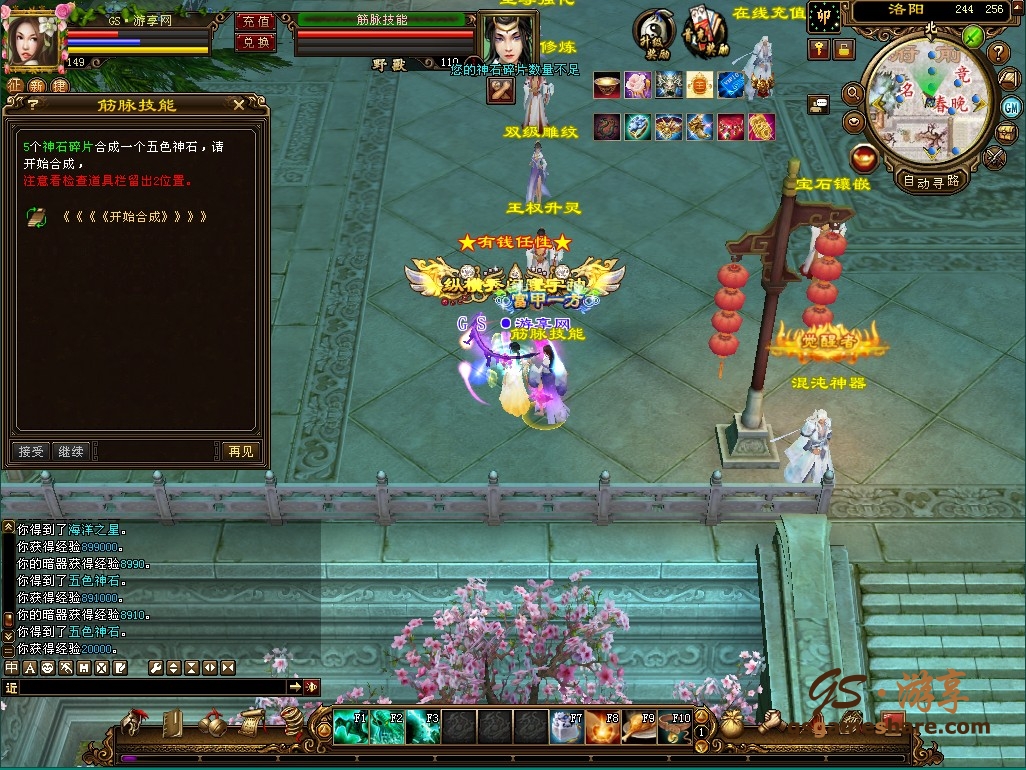 GS·游享网
149
充值
兑换
筋脉技能
野兽
110
您的神石碎片数量不足
修炼
在线充值
卯
洛阳
244 256
北
GM
自动寻路
征 新 捷
筋脉技能
5个神石碎片合成一个五色神石，请
开始合成，
注意看检查道具栏留出2位置。
《《《《开始合成》》》》
接受
继续
再见
双级雕纹
王权升灵
宝石镶嵌
★有钱任性★
富甲一方
GS ●游享网
筋脉技能
觉醒者
混沌神器
你得到了海洋之星。
你获得经验899000。
你的暗器获得经验8990。
你得到了五色神石。
你获得经验891000。
你的暗器获得经验8910。
你得到了五色神石。
你获得经验20000。
近
F1
F2
F3
F7
F8
F9
F10
1
GS·游享